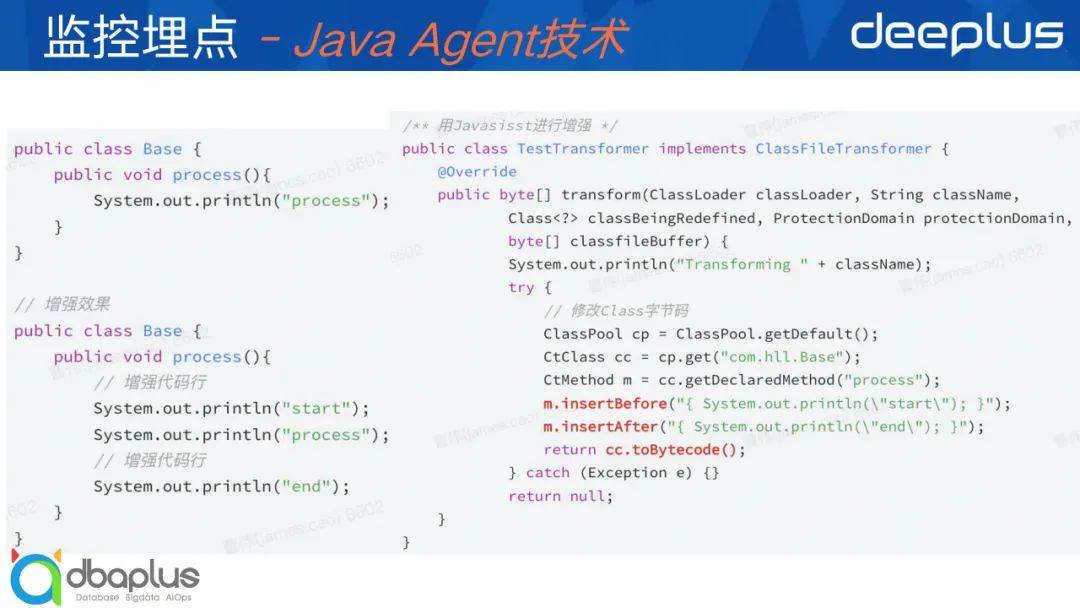 监控埋点 - Java Agent技术
deeplus
public class Base {
public void process(){
System.out.println("process");
}
}
// 增强效果
public class Base {
public void process(){
// 增强代码行
System.out.println("start");
System.out.println("process");
// 增强代码行
System.out.println("end");
}
}
/** 用Javasisst进行增强 */
public class TestTransformer implements ClassFileTransformer {
@Override
public byte[] transform(ClassLoader classLoader, String className,
Class<?> classBeingRedefined, ProtectionDomain protectionDomain,
byte[] classfileBuffer) {
System.out.println("Transforming " + className);
try {
// 修改Class字节码
ClassPool cp = ClassPool.getDefault();
CtClass cc = cp.get("com.hll.Base");
CtMethod m = cc.getDeclaredMethod("process");
m.insertBefore("{ System.out.println(\"start\"); }");
m.insertAfter("{ System.out.println(\"end\"); }");
return cc.toBytecode();
} catch (Exception e) {}
return null;
}
}
曹伟(james.cao) 6602
dbaplus
Database Bigdata AiOps